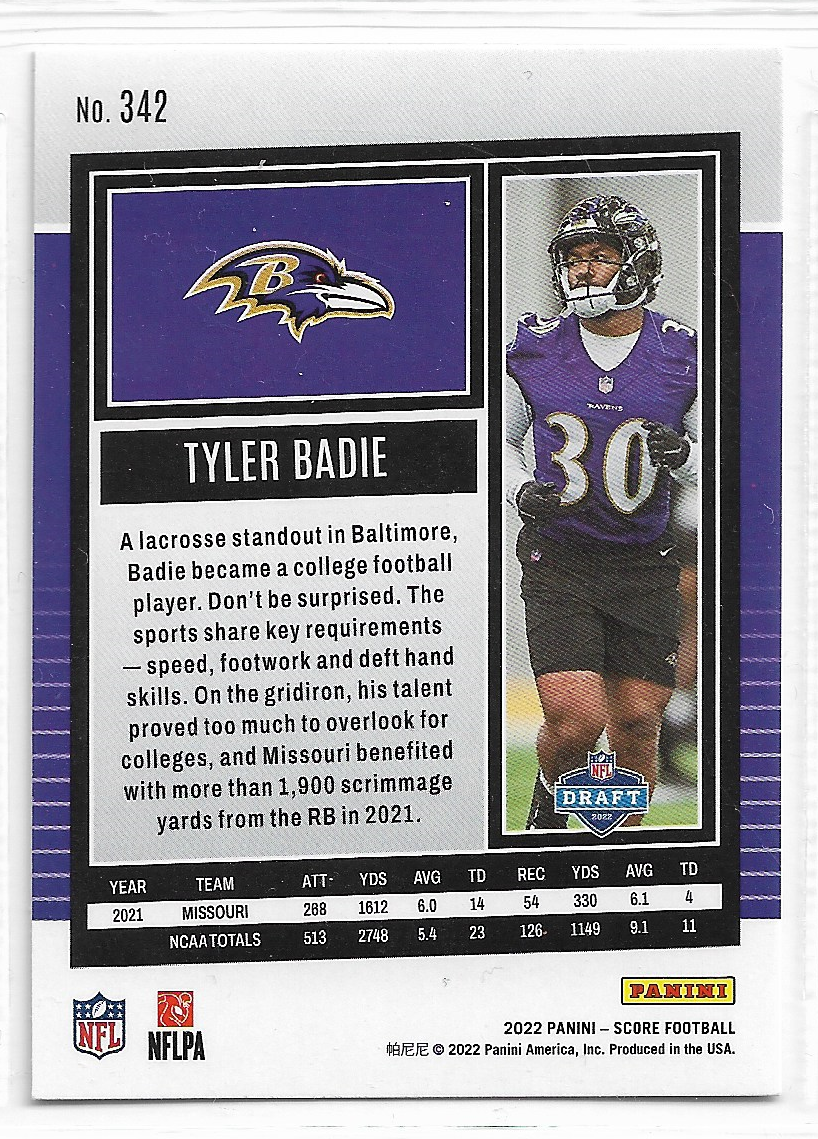 No. 342
B
30
3
RAVENS
30
TYLER BADIE
A lacrosse standout in Baltimore,
Badie became a college football
player. Don't be surprised. The
sports share key requirements
— speed, footwork and deft hand
skills. On the gridiron, his talent
proved too much to overlook for
colleges, and Missouri benefited
with more than 1,900 scrimmage
yards from the RB in 2021.
NFL
DRAFT
2022
YEAR TEAM ATT YDS AVG TD REC YDS AVG TD
2021 MISSOURI 268 1612 6.0 14 54 330 6.1 4
NCAA TOTALS 513 2748 5.4 23 126 1149 9.1 11
NFL
NFLPA
PANINI
2022 PANINI – SCORE FOOTBALL
帕尼尼 © 2022 Panini America, Inc. Produced in the USA.